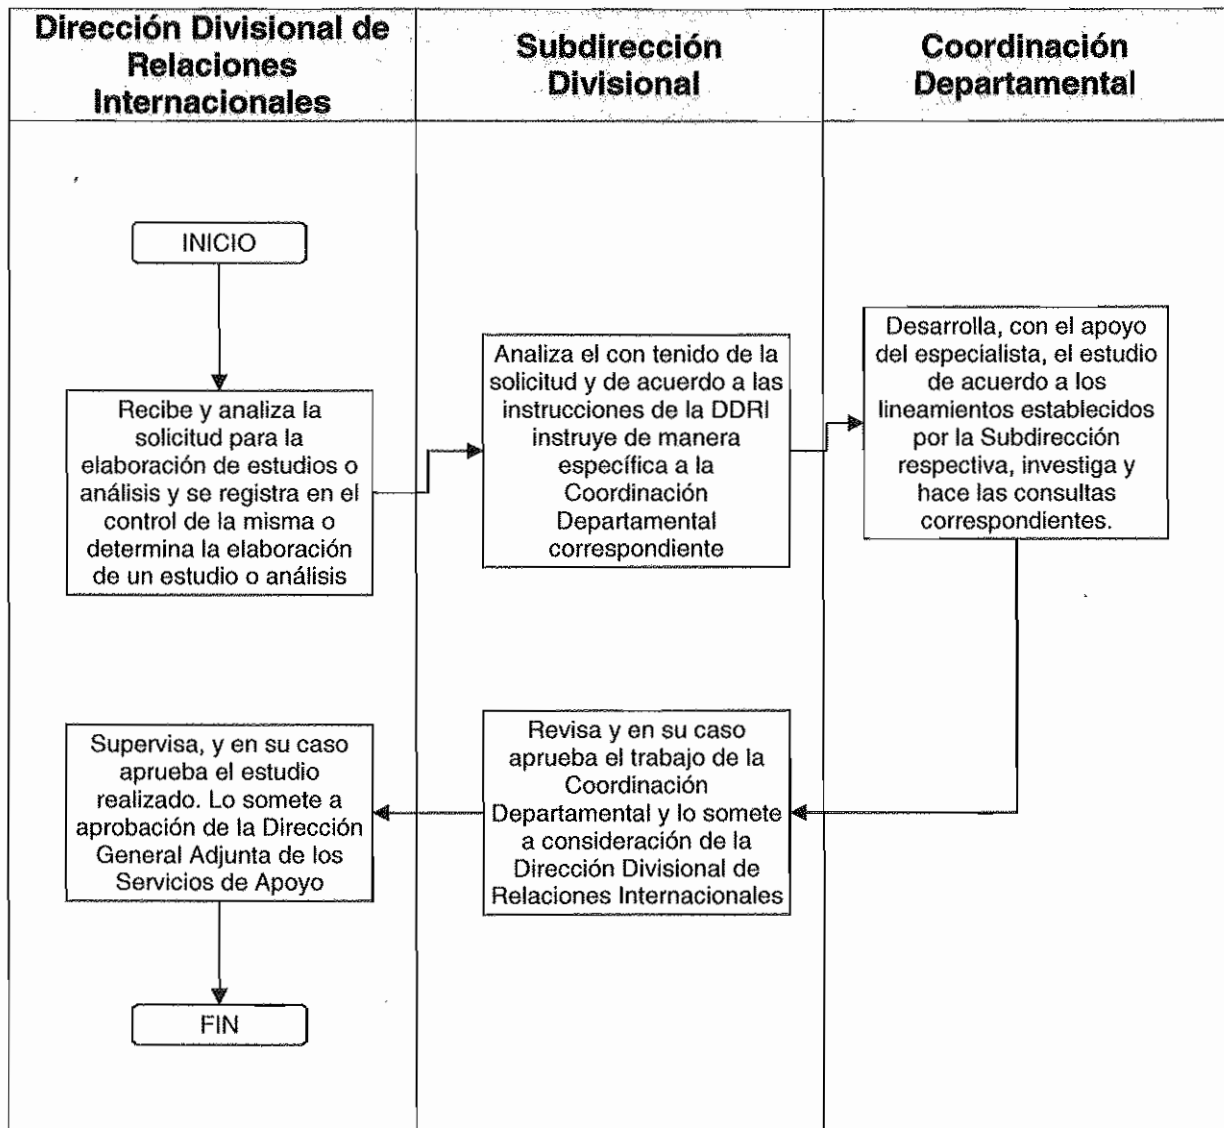 Dirección Divisional de
Relaciones
Internacionales
Subdirección
Divisional
Coordinación
Departamental
INICIO
Recibe y analiza la
solicitud para la
elaboración de estudios o
análisis y se registra en el
control de la misma o
determina la elaboración
de un estudio o análisis
Analiza el con tenido de la
solicitud y de acuerdo a las
instrucciones de la DDRI
instruye de manera
específica a la
Coordinación
Departamental
correspondiente
Desarrolla, con el apoyo
del especialista, el estudio
de acuerdo a los
lineamientos establecidos
por la Subdirección
respectiva, investiga y
hace las consultas
correspondientes.
Revisa y en su caso
aprueba el trabajo de la
Coordinación
Departamental y lo somete
a consideración de la
Dirección Divisional de
Relaciones Internacionales
Supervisa, y en su caso
aprueba el estudio
realizado. Lo somete a
aprobación de la Dirección
General Adjunta de los
Servicios de Apoyo
FIN